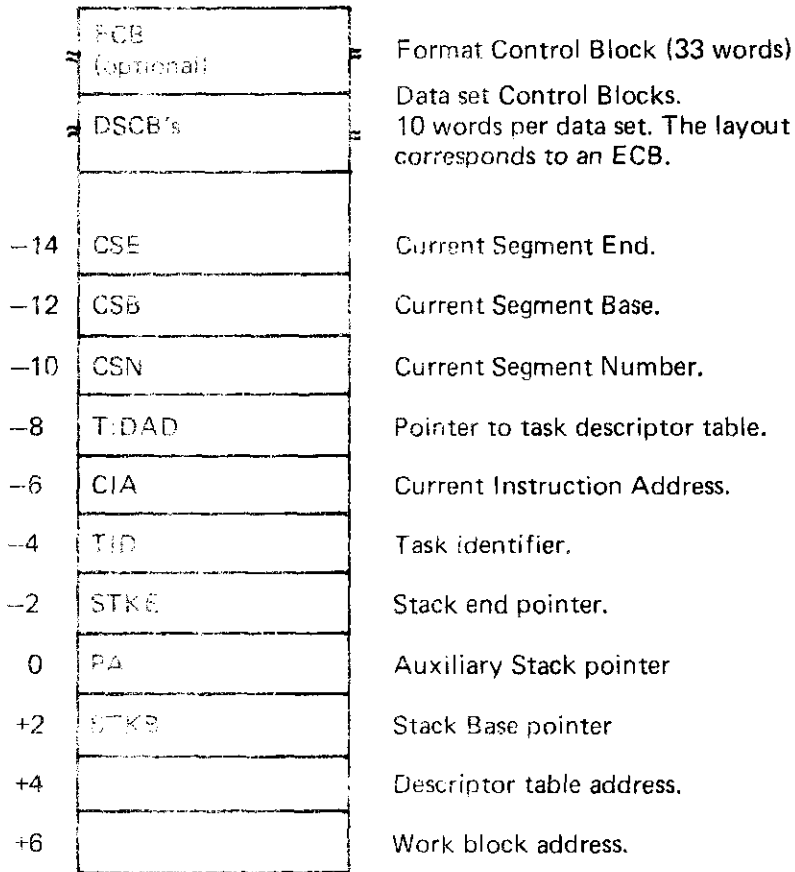 FCB Format Control Block (33 words)
(optional)
Data set Control Blocks.
DSCB's 10 words per data set. The layout
corresponds to an ECB.
−14 CSE Current Segment End.
−12 CSB Current Segment Base.
−10 CSN Current Segment Number.
−8 T:DAD Pointer to task descriptor table.
−6 CIA Current Instruction Address.
−4 TID Task identifier.
−2 STKE Stack end pointer.
0 PA Auxiliary Stack pointer
+2 STKB Stack Base pointer
+4 Descriptor table address.
+6 Work block address.